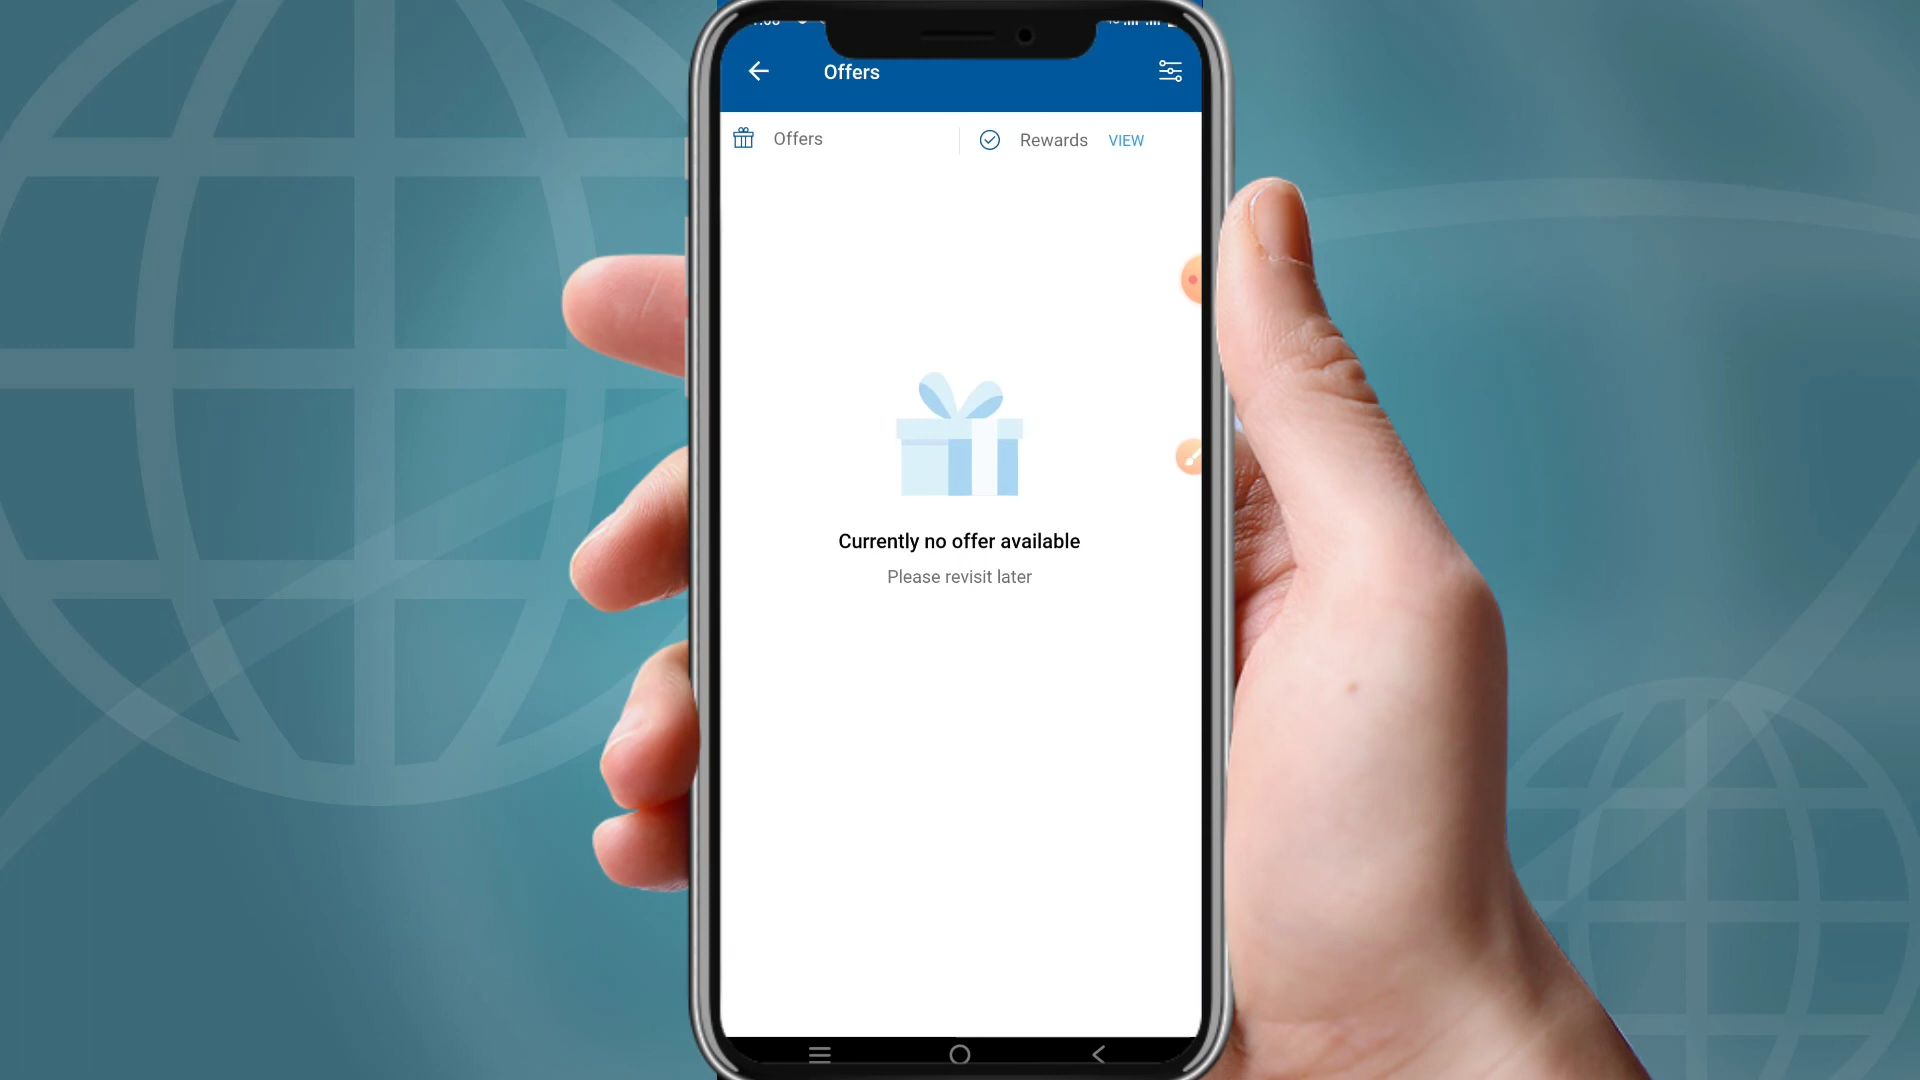 Offers
Offers
Rewards VIEW
Currently no offer available
Please revisit later